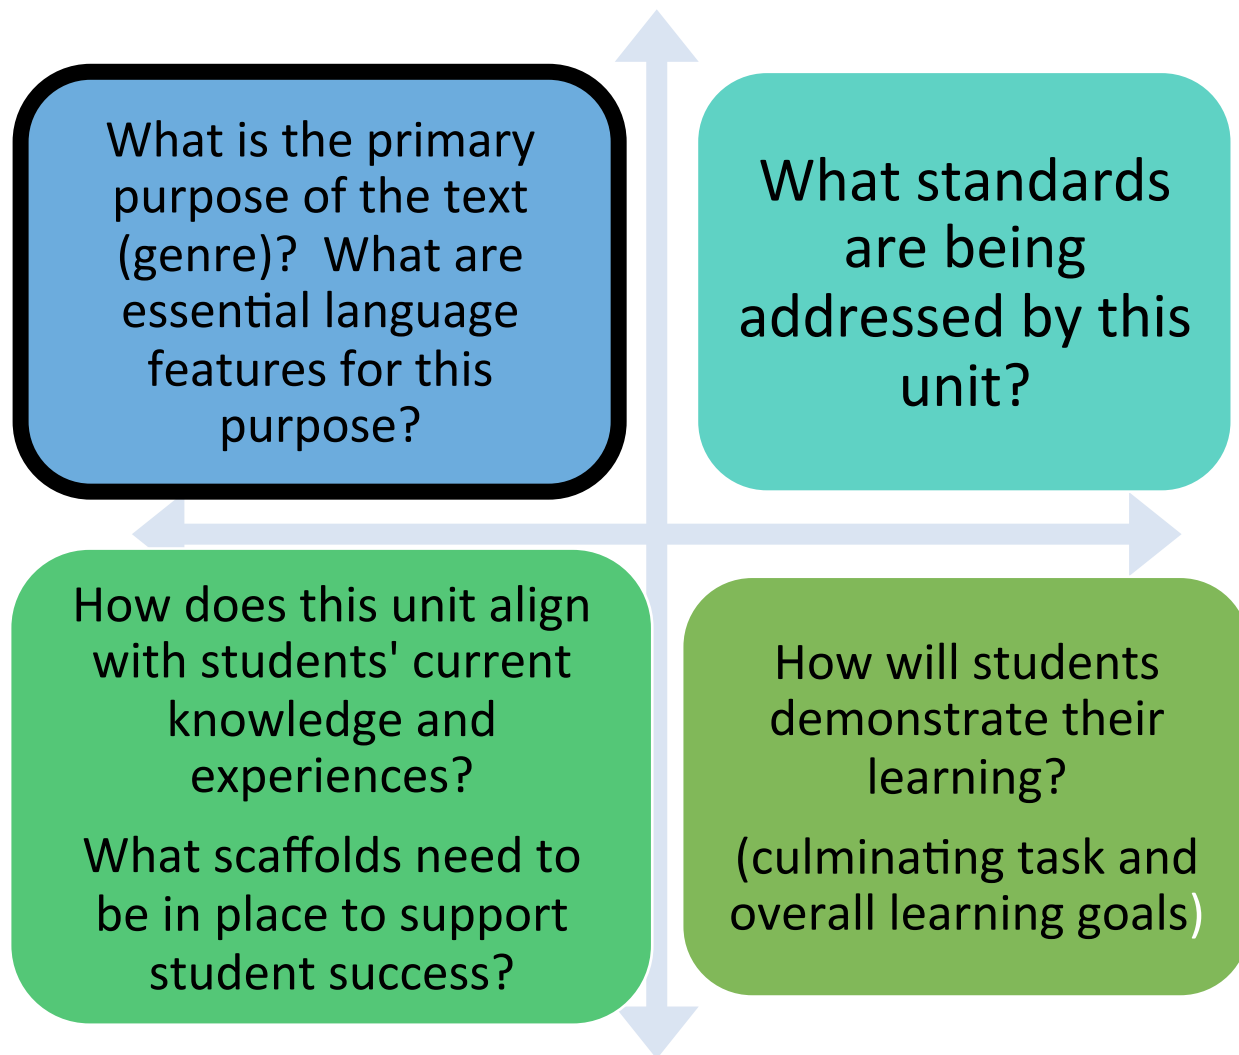 What is the primary
purpose of the text
(genre)?  What are
essential language
features for this
purpose?
What standards
are being
addressed by this
unit?
How does this unit align
with students' current
knowledge and
experiences?
What scaffolds need to
be in place to support
student success?
How will students
demonstrate their
learning?
(culminating task and
overall learning goals)